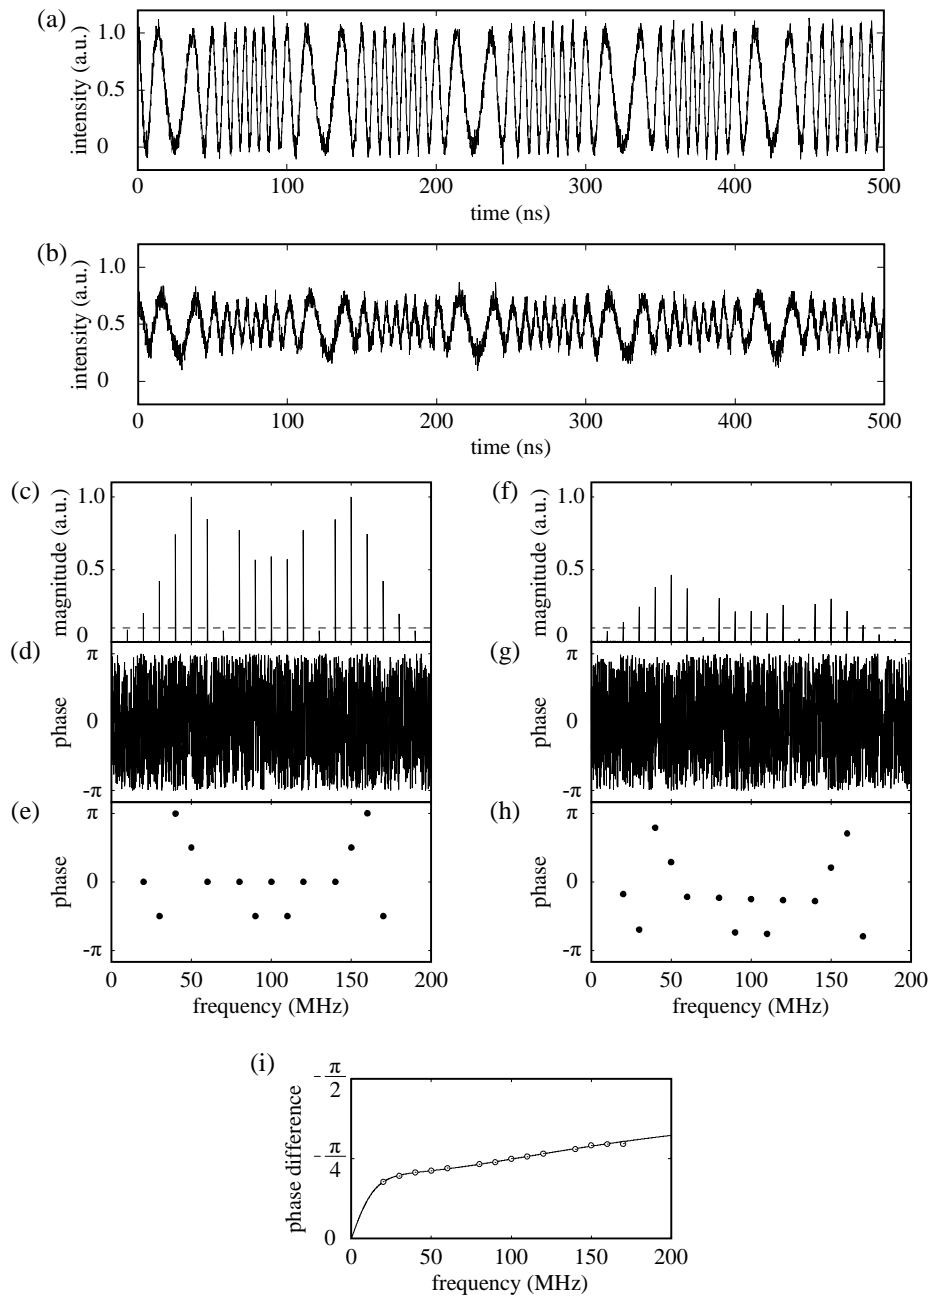 (a)
intensity (a.u.)
1.0
0.5
0
0 100 200 300 400 500
time (ns)
(b)
intensity (a.u.)
1.0
0.5
0
0 100 200 300 400 500
time (ns)
(c)
magnitude (a.u.)
1.0
0.5
0
(d)
phase
π
0
-π
(e)
phase
π
0
-π
0 50 100 150 200
frequency (MHz)
(f)
magnitude (a.u.)
1.0
0.5
0
(g)
phase
π
0
-π
(h)
phase
π
0
-π
0 50 100 150 200
frequency (MHz)
(i)
phase difference
-π/2
-π/4
0
0 50 100 150 200
frequency (MHz)